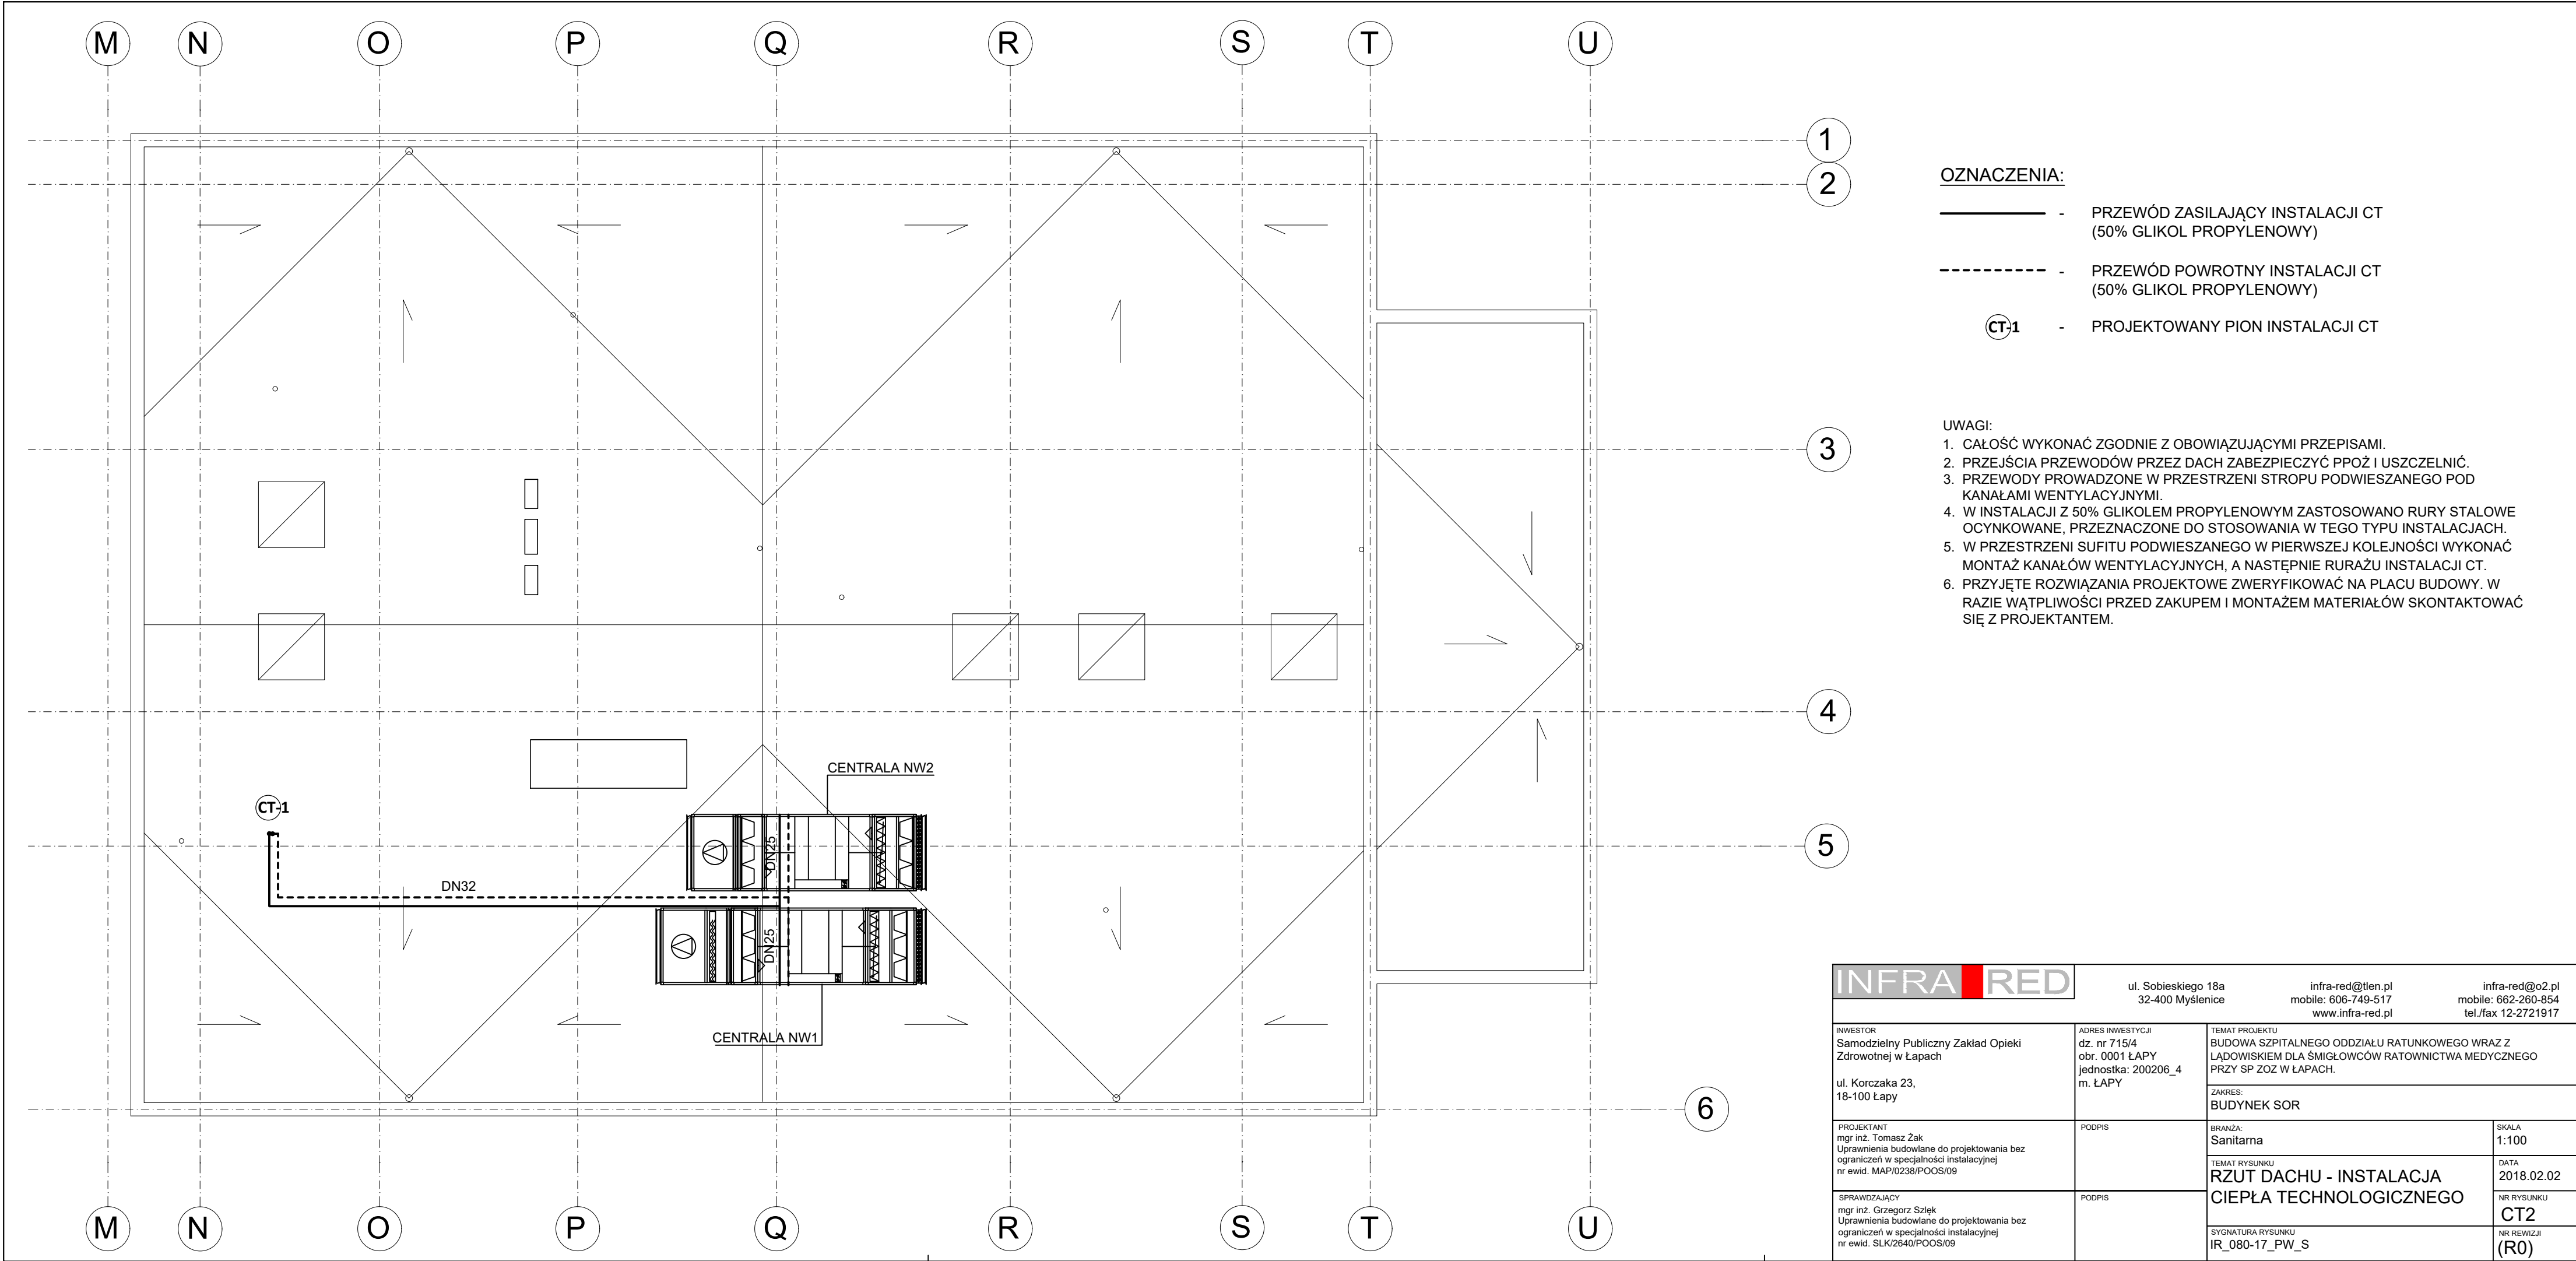 M N O P Q R S T U
1
2
3
4
5
6
CENTRALA NW2
CT-1
DN25
DN32
DN25
CENTRALA NW1
M N O P Q R S T U
OZNACZENIA:
- PRZEWÓD ZASILAJĄCY INSTALACJI CT
(50% GLIKOL PROPYLENOWY)
- PRZEWÓD POWROTNY INSTALACJI CT
(50% GLIKOL PROPYLENOWY)
CT-1 - PROJEKTOWANY PION INSTALACJI CT
UWAGI:
1. CAŁOŚĆ WYKONAĆ ZGODNIE Z OBOWIĄZUJĄCYMI PRZEPISAMI.
2. PRZEJŚCIA PRZEWODÓW PRZEZ DACH ZABEZPIECZYĆ PPOŻ I USZCZELNIĆ.
3. PRZEWODY PROWADZONE W PRZESTRZENI STROPU PODWIESZANEGO POD
KANAŁAMI WENTYLACYJNYMI.
4. W INSTALACJI Z 50% GLIKOLEM PROPYLENOWYM ZASTOSOWANO RURY STALOWE
OCYNKOWANE, PRZEZNACZONE DO STOSOWANIA W TEGO TYPU INSTALACJACH.
5. W PRZESTRZENI SUFITU PODWIESZANEGO W PIERWSZEJ KOLEJNOŚCI WYKONAĆ
MONTAŻ KANAŁÓW WENTYLACYJNYCH, A NASTĘPNIE RURAŻU INSTALACJI CT.
6. PRZYJĘTE ROZWIĄZANIA PROJEKTOWE ZWERYFIKOWAĆ NA PLACU BUDOWY. W
RAZIE WĄTPLIWOŚCI PRZED ZAKUPEM I MONTAŻEM MATERIAŁÓW SKONTAKTOWAĆ
SIĘ Z PROJEKTANTEM.
INFRA RED
ul. Sobieskiego 18a
32-400 Myślenice
infra-red@tlen.pl
mobile: 606-749-517
www.infra-red.pl
infra-red@o2.pl
mobile: 662-260-854
tel./fax 12-2721917
INWESTOR
Samodzielny Publiczny Zakład Opieki
Zdrowotnej w Łapach
ul. Korczaka 23,
18-100 Łapy
ADRES INWESTYCJI
dz. nr 715/4
obr. 0001 ŁAPY
jednostka: 200206_4
m. ŁAPY
TEMAT PROJEKTU
BUDOWA SZPITALNEGO ODDZIAŁU RATUNKOWEGO WRAZ Z
LĄDOWISKIEM DLA ŚMIGŁOWCÓW RATOWNICTWA MEDYCZNEGO
PRZY SP ZOZ W ŁAPACH.
ZAKRES:
BUDYNEK SOR
PROJEKTANT
mgr inż. Tomasz Żak
Uprawnienia budowlane do projektowania bez
ograniczeń w specjalności instalacyjnej
nr ewid. MAP/0238/POOS/09
PODPIS
BRANŻA:
Sanitarna
SKALA
1:100
TEMAT RYSUNKU
RZUT DACHU - INSTALACJA
CIEPŁA TECHNOLOGICZNEGO
DATA
2018.02.02
SPRAWDZAJĄCY
mgr inż. Grzegorz Szlęk
Uprawnienia budowlane do projektowania bez
ograniczeń w specjalności instalacyjnej
nr ewid. SLK/2640/POOS/09
PODPIS
NR RYSUNKU
CT2
SYGNATURA RYSUNKU
IR_080-17_PW_S
NR REWIZJI
(R0)